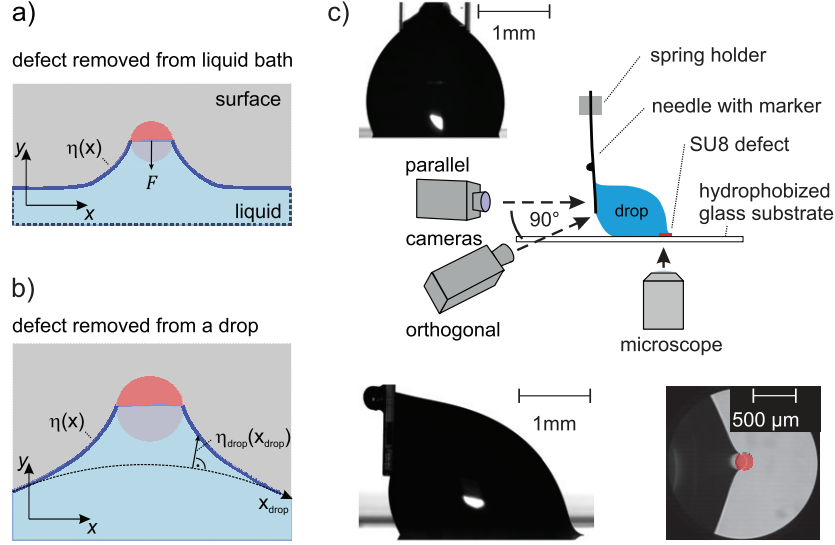 a)
defect removed from liquid bath
surface
y
η(x)
F
x
liquid
b)
defect removed from a drop
η(x)
η_drop(x_drop)
y
x
x_drop
c)
1mm
spring holder
needle with marker
SU8 defect
hydrophobized
glass substrate
parallel
cameras
90°
drop
orthogonal
microscope
1mm
500 µm